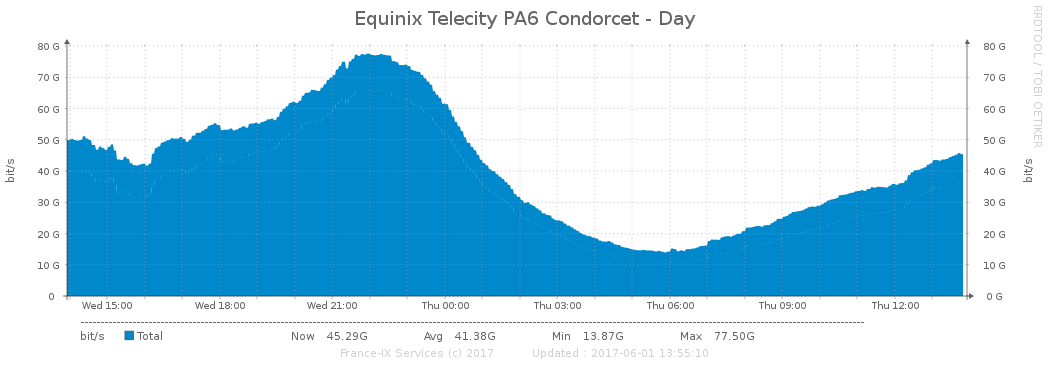 Equinix Telecity PA6 Condorcet - Day
RRDTOOL / TOBI OETIKER
80 G 80 G
70 G 70 G
60 G 60 G
50 G 50 G
40 G 40 G
30 G 30 G
20 G 20 G
10 G 10 G
0 0 G
bit/s bit/s
Wed 15:00 Wed 18:00 Wed 21:00 Thu 00:00 Thu 03:00 Thu 06:00 Thu 09:00 Thu 12:00
bit/s Total Now 45.29G Avg 41.38G Min 13.87G Max 77.50G
France-IX Services (c) 2017 Updated : 2017-06-01 13:55:10